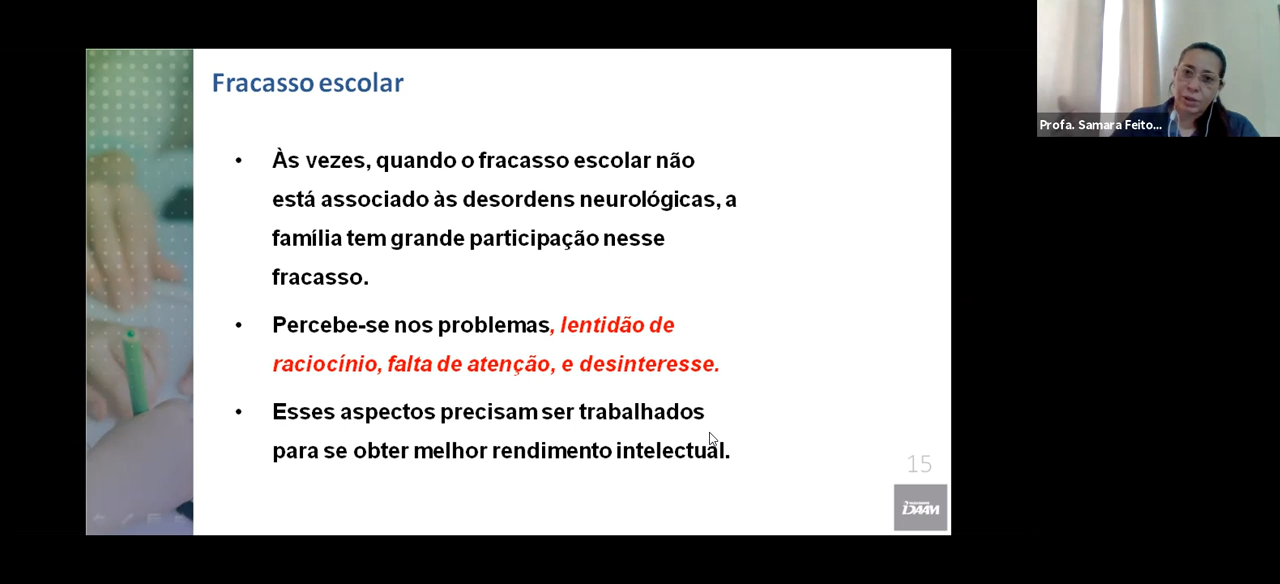 Fracasso escolar
Às vezes, quando o fracasso escolar não
está associado às desordens neurológicas, a
família tem grande participação nesse
fracasso.
Percebe-se nos problemas, lentidão de
raciocínio, falta de atenção, e desinteresse.
Esses aspectos precisam ser trabalhados
para se obter melhor rendimento intelectual.
15
IDAAM
Profa. Samara Feito...